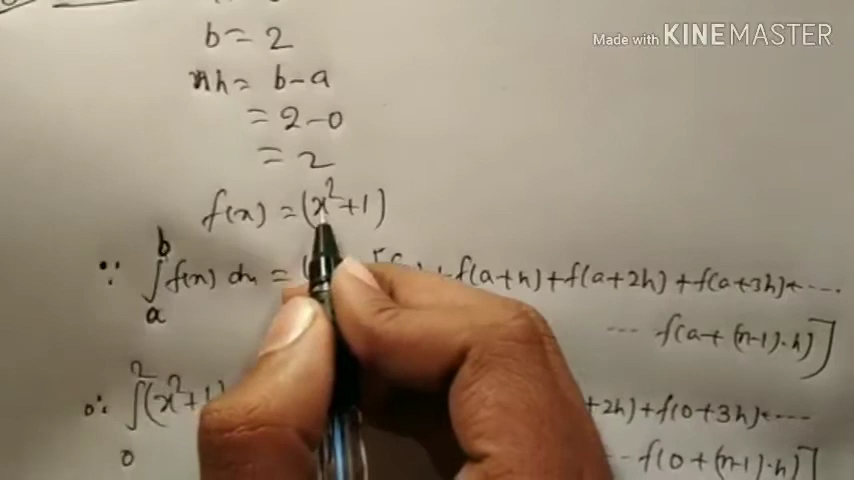 Made with KINEMASTER
b = 2
nh = b - a
= 2 - 0
= 2
f(x) = (x² + 1)
∵ ∫ₐᵇ f(x) dx = f(a+h) + f(a+2h) + f(a+3h) + ....
... f(a + (n-1)·h)]
∴ ∫₀² (x² + 1) +2h) + f(0+3h) + ....
.. f(0 + (n-1)·h)]